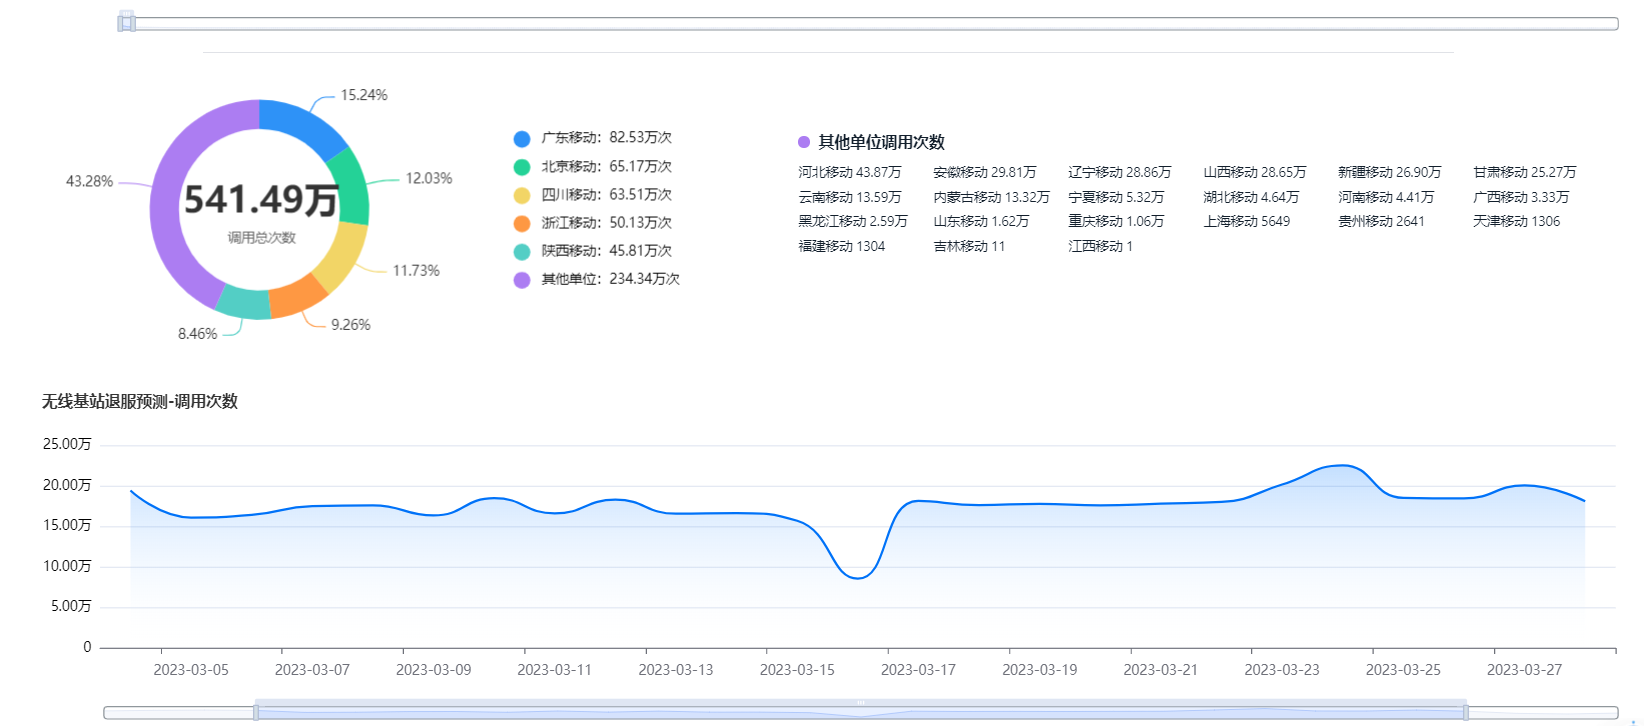 15.24%
12.03%
11.73%
9.26%
8.46%
43.28%
541.49万
调用总次数
广东移动：82.53万次
北京移动：65.17万次
四川移动：63.51万次
浙江移动：50.13万次
陕西移动：45.81万次
其他单位：234.34万次
其他单位调用次数
河北移动 43.87万 安徽移动 29.81万 辽宁移动 28.86万 山西移动 28.65万 新疆移动 26.90万 甘肃移动 25.27万
云南移动 13.59万 内蒙古移动 13.32万 宁夏移动 5.32万 湖北移动 4.64万 河南移动 4.41万 广西移动 3.33万
黑龙江移动 2.59万 山东移动 1.62万 重庆移动 1.06万 上海移动 5649 贵州移动 2641 天津移动 1306
福建移动 1304 吉林移动 11 江西移动 1
无线基站退服预测-调用次数
25.00万
20.00万
15.00万
10.00万
5.00万
0
2023-03-05 2023-03-07 2023-03-09 2023-03-11 2023-03-13 2023-03-15 2023-03-17 2023-03-19 2023-03-21 2023-03-23 2023-03-25 2023-03-27